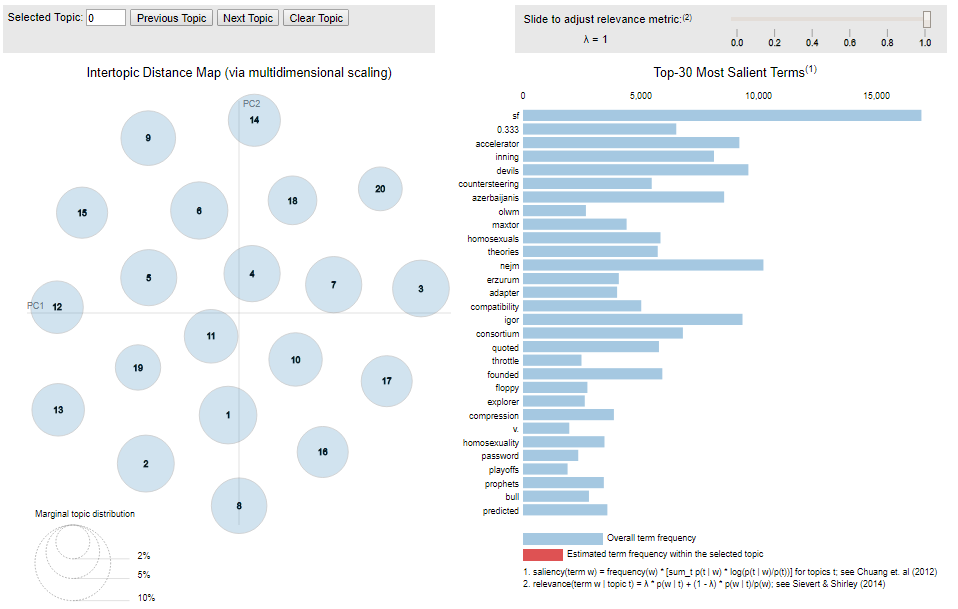 Selected Topic: 0 Previous Topic Next Topic Clear Topic
Slide to adjust relevance metric:(2)
λ = 1
0.0 0.2 0.4 0.6 0.8 1.0
Intertopic Distance Map (via multidimensional scaling)
PC2
14
9
20
18
15
6
4
5
7
3
PC1
12
11
10
19
17
13
1
16
2
8
Marginal topic distribution
2%
5%
10%
Top-30 Most Salient Terms(1)
0 5,000 10,000 15,000
sf
0.333
accelerator
inning
devils
countersteering
azerbaijanis
olwm
maxtor
homosexuals
theories
nejm
erzurum
adapter
compatibility
igor
consortium
quoted
throttle
founded
floppy
explorer
compression
v.
homosexuality
password
playoffs
prophets
bull
predicted
Overall term frequency
Estimated term frequency within the selected topic
1. saliency(term w) = frequency(w) * [sum_t p(t | w) * log(p(t | w)/p(t))] for topics t; see Chuang et. al (2012)
2. relevance(term w | topic t) = λ * p(w | t) + (1 - λ) * p(w | t)/p(w); see Sievert & Shirley (2014)